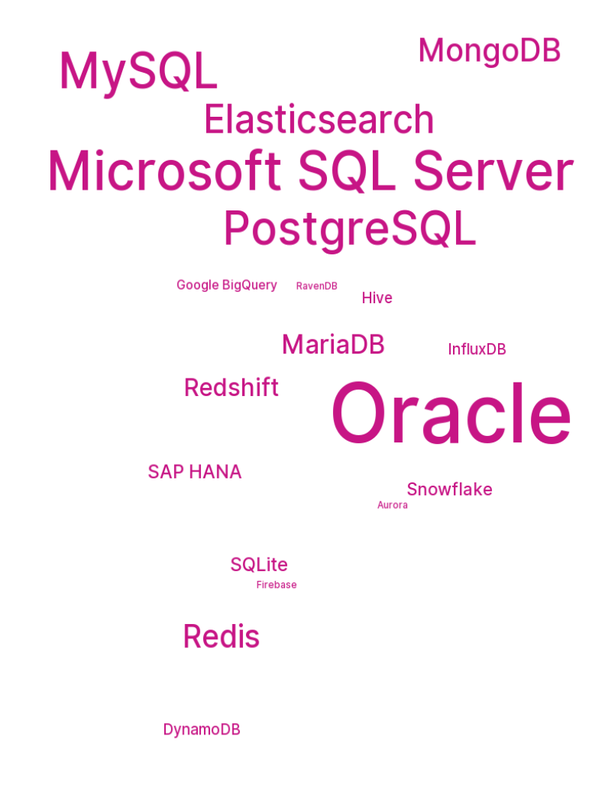 MongoDB
MySQL
Elasticsearch
Microsoft SQL Server
PostgreSQL
Google BigQuery
RavenDB
Hive
MariaDB
InfluxDB
Redshift
Oracle
SAP HANA
Snowflake
Aurora
SQLite
Firebase
Redis
DynamoDB